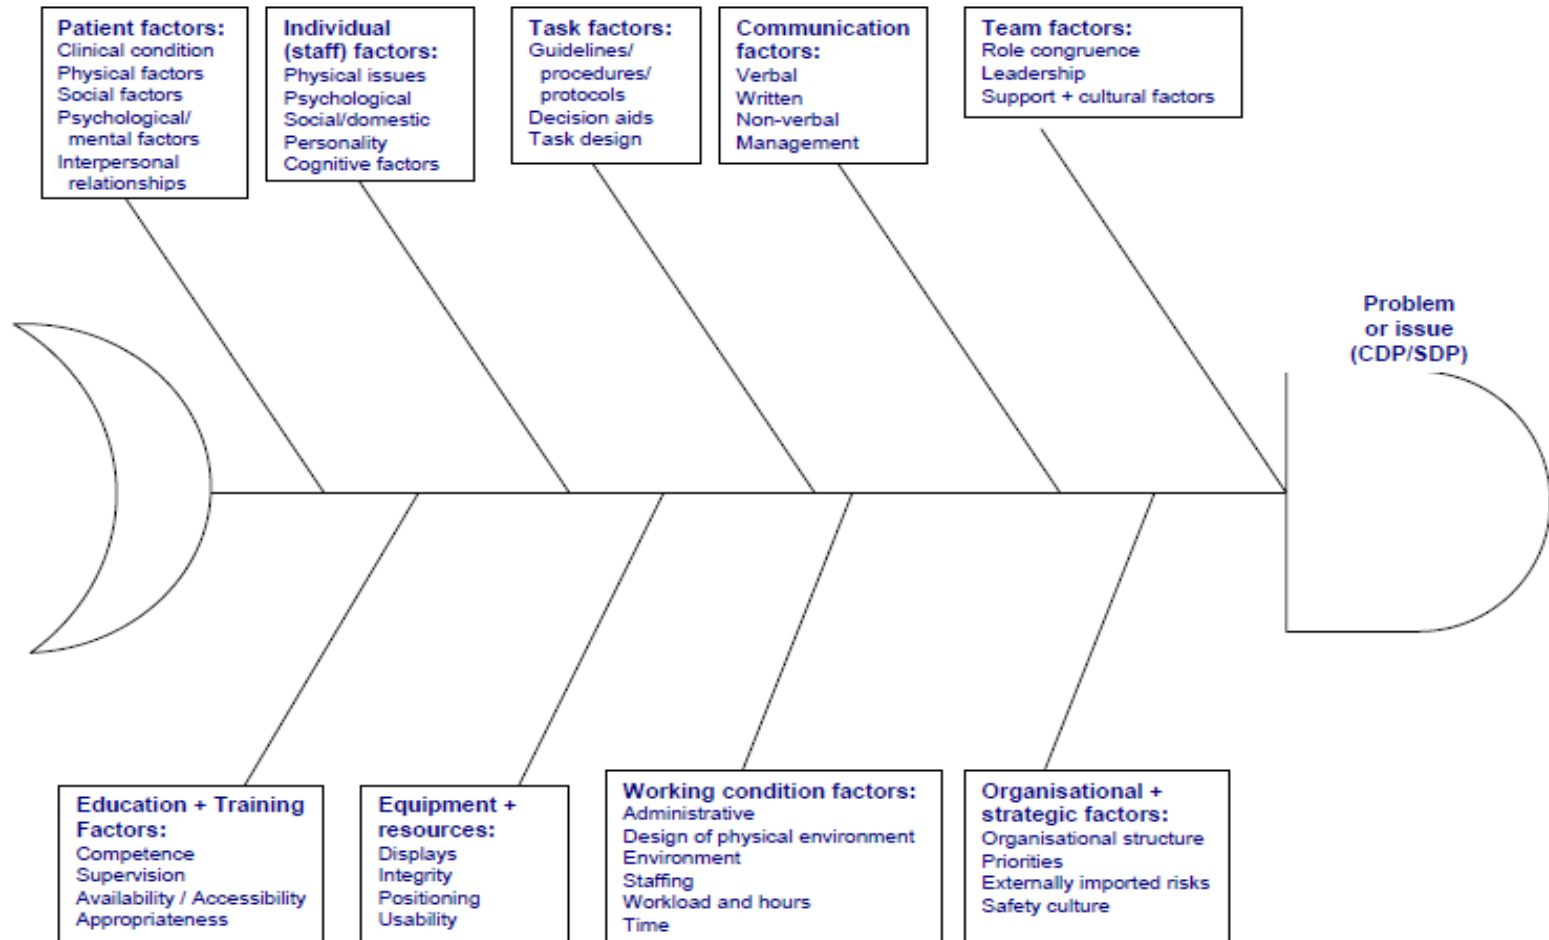 Patient factors:
Clinical condition
Physical factors
Social factors
Psychological/
mental factors
Interpersonal
relationships
Individual
(staff) factors:
Physical issues
Psychological
Social/domestic
Personality
Cognitive factors
Task factors:
Guidelines/
procedures/
protocols
Decision aids
Task design
Communication
factors:
Verbal
Written
Non-verbal
Management
Team factors:
Role congruence
Leadership
Support + cultural factors
Problem
or issue
(CDP/SDP)
Education + Training
Factors:
Competence
Supervision
Availability / Accessibility
Appropriateness
Equipment +
resources:
Displays
Integrity
Positioning
Usability
Working condition factors:
Administrative
Design of physical environment
Environment
Staffing
Workload and hours
Time
Organisational +
strategic factors:
Organisational structure
Priorities
Externally imported risks
Safety culture